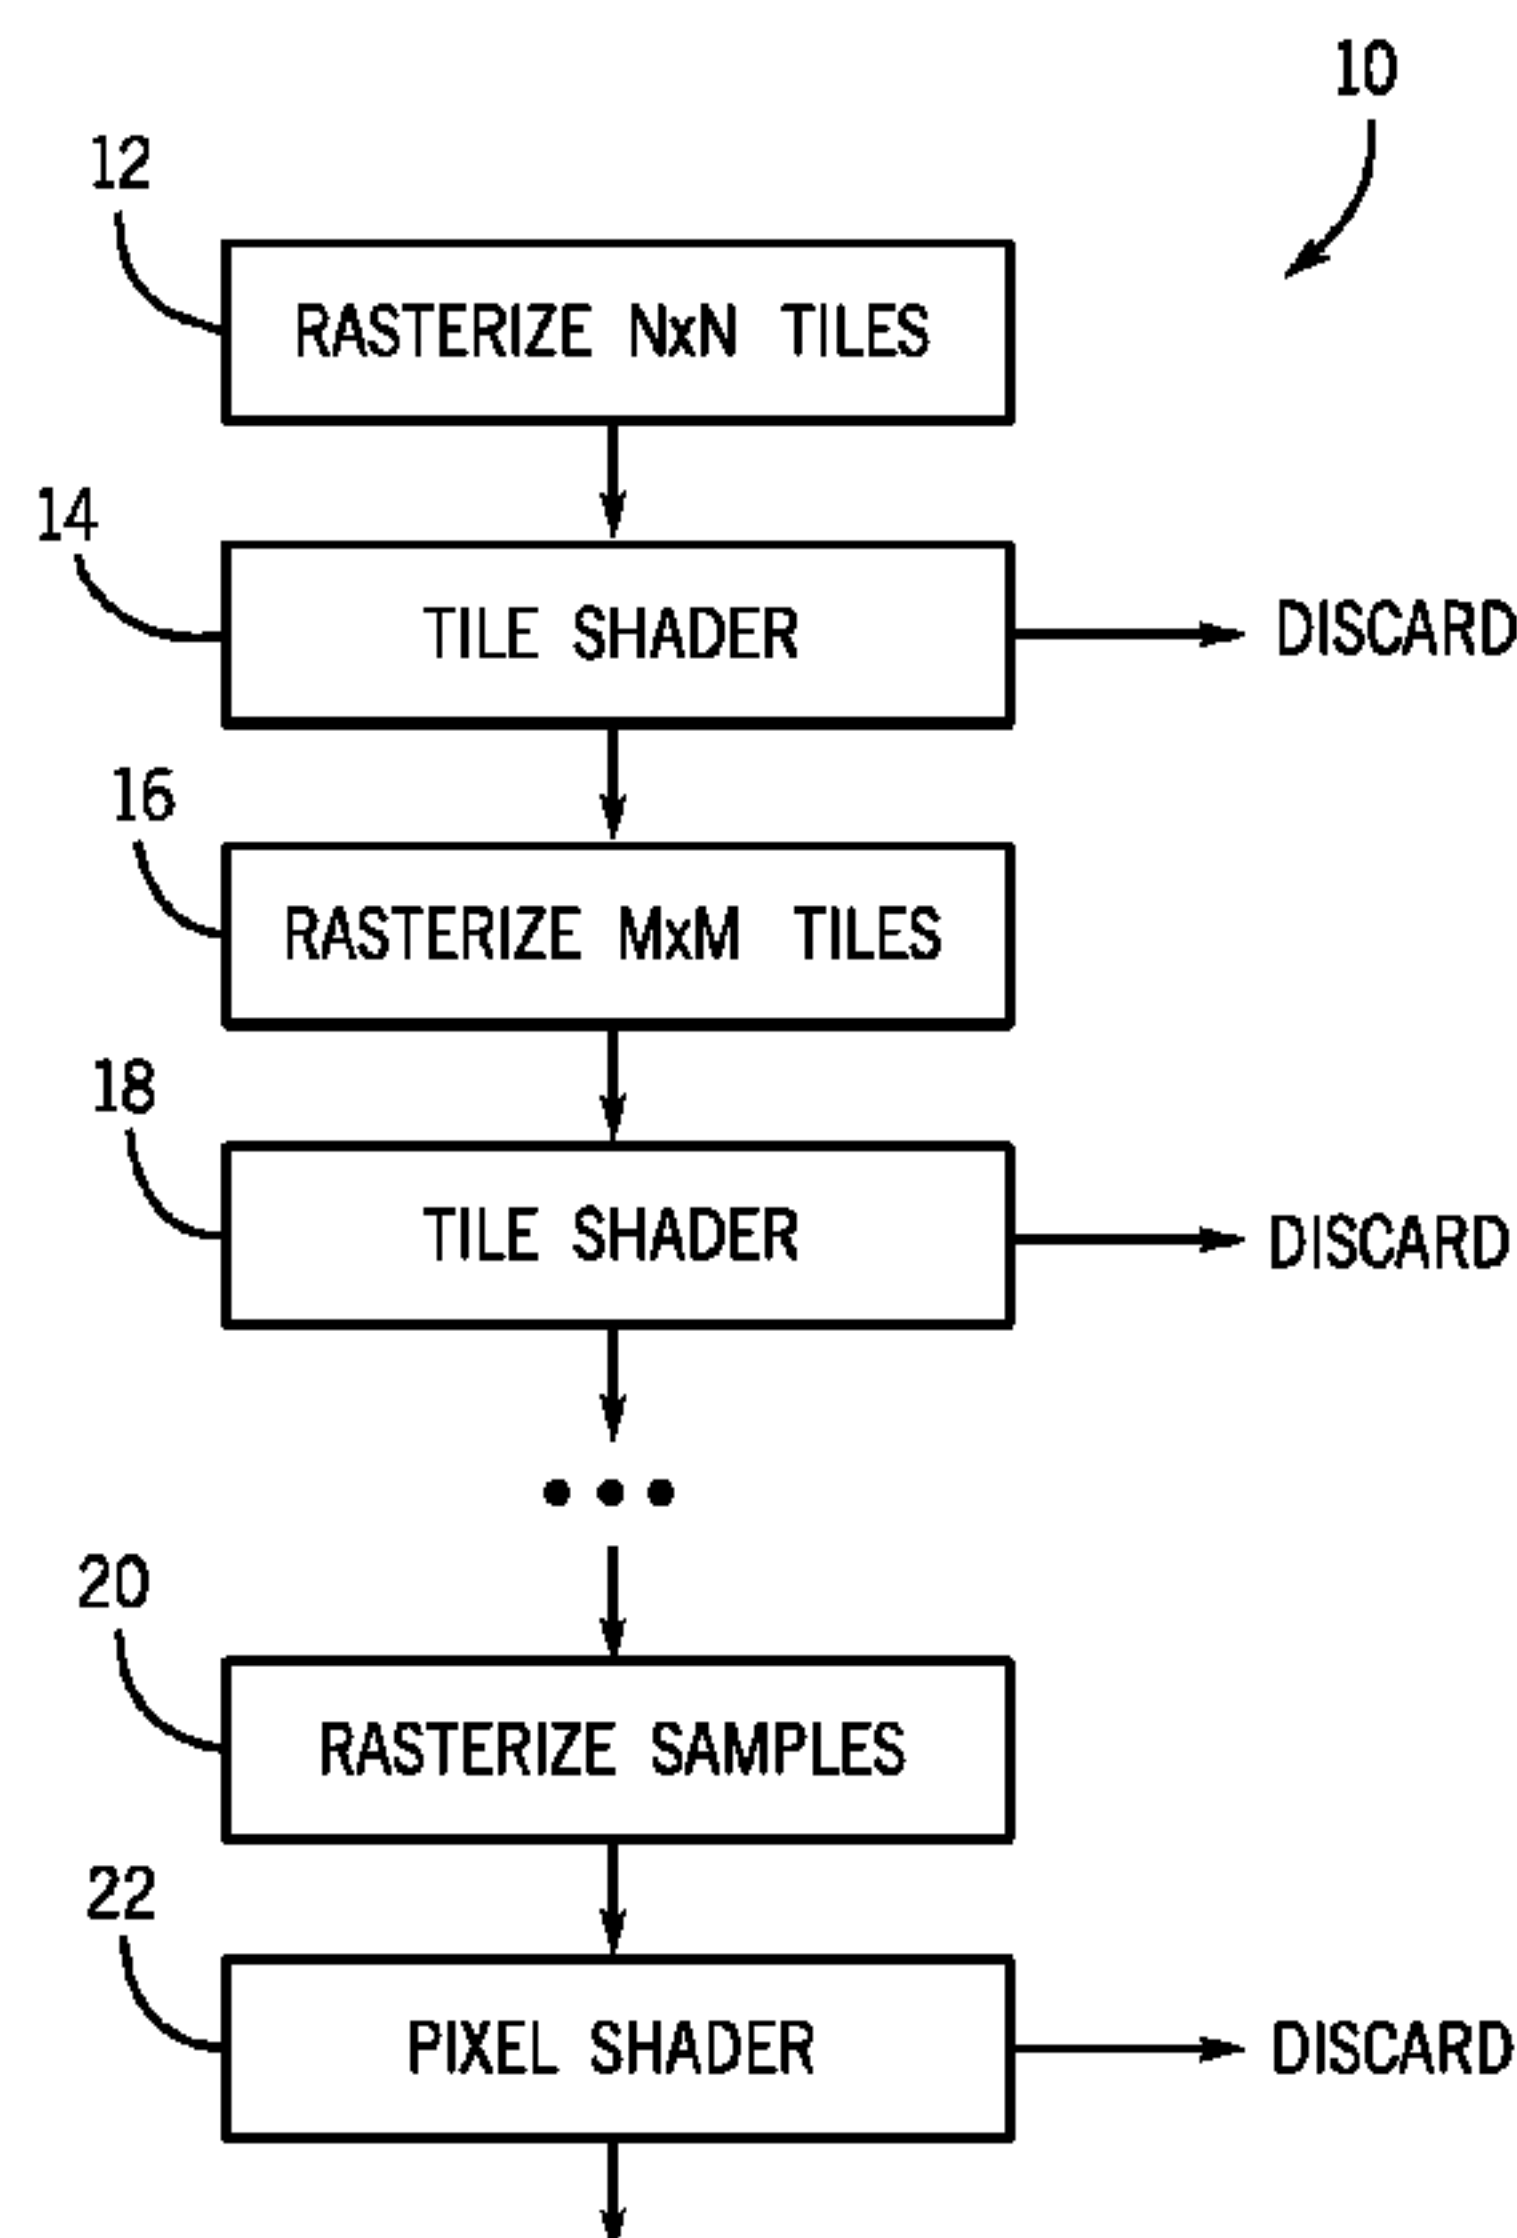 10
12
RASTERIZE NxN TILES
14
TILE SHADER
DISCARD
16
RASTERIZE MxM TILES
18
TILE SHADER
DISCARD
20
RASTERIZE SAMPLES
22
PIXEL SHADER
DISCARD